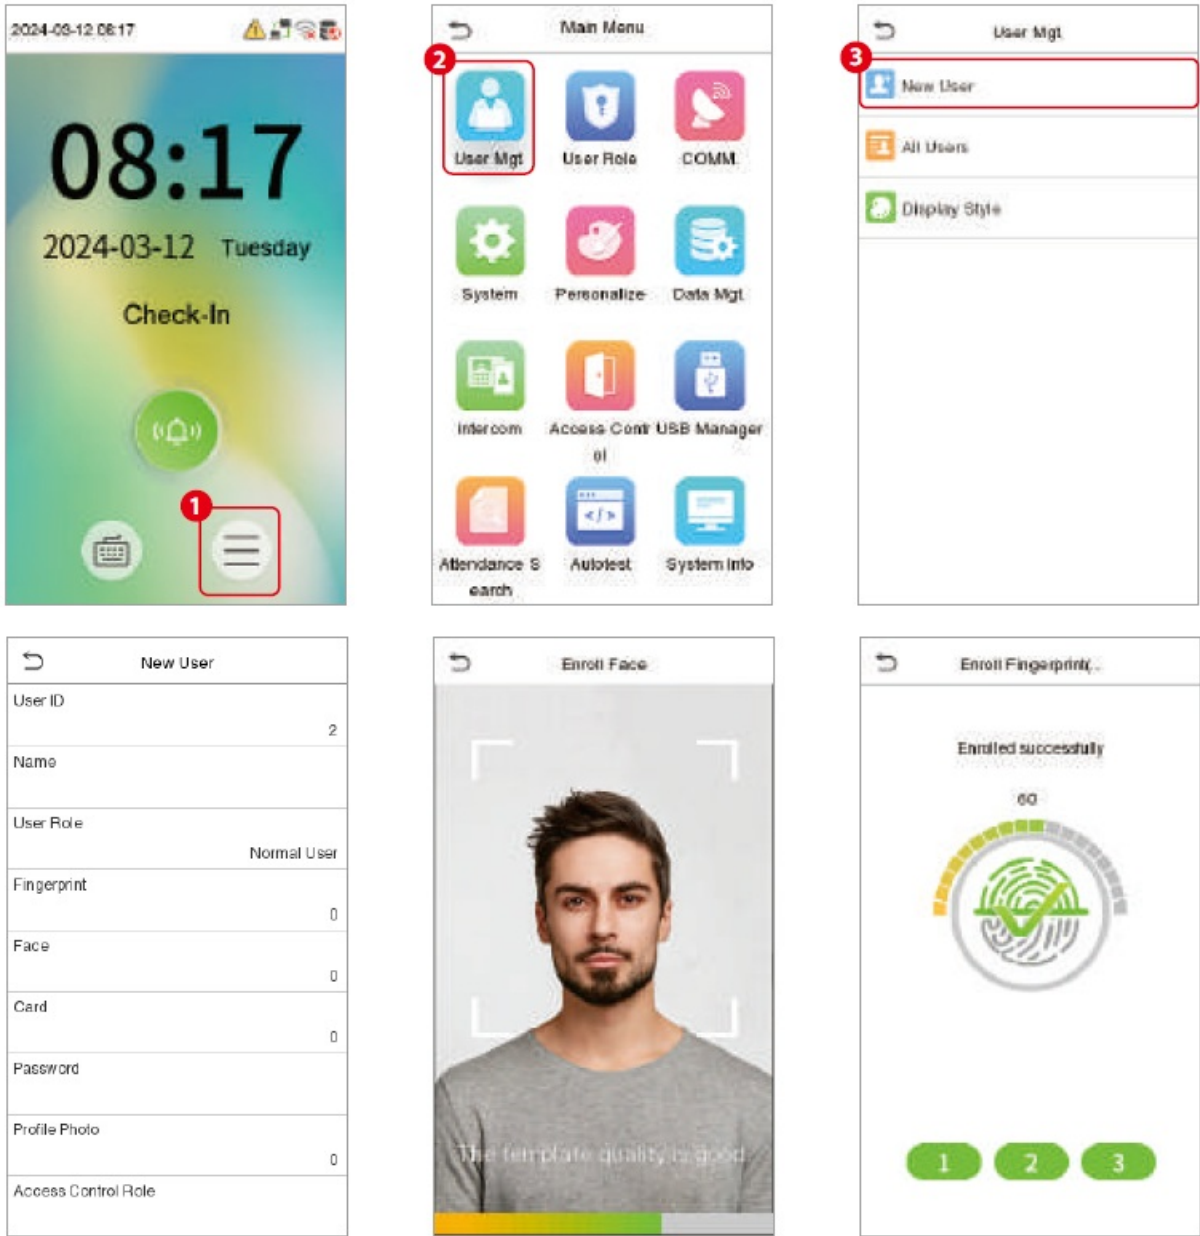 2024-03-12 08:17
08:17
2024-03-12 Tuesday
Check-In
1
Main Menu
2
User Mgt
User Role
COMM.
System
Personalize
Data Mgt
Intercom
Access Contr
ol
USB Manager
Attendance S
earch
Autotest
System Info
User Mgt
3
New User
All Users
Display Style
New User
User ID
2
Name
User Role
Normal User
Fingerprint
0
Face
0
Card
0
Password
Profile Photo
0
Access Control Role
Enroll Face
The template quality is good
Enroll Fingerprint(...
Enrolled successfully
60
1 2 3